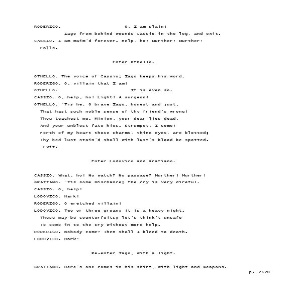 RODERIGO. O, I am slain!
Iago from behind wounds Cassio in the leg, and exit.
CASSIO. I am maim'd forever. Help, ho! Murther! Murther!
Falls.
Enter Othello.
OTHELLO. The voice of Cassio; Iago keeps his word.
RODERIGO. O, villain that I am!
OTHELLO. It is even so.
CASSIO. O, help, ho! Light! A surgeon!
OTHELLO. 'Tis he. O brave Iago, honest and just,
That hast such noble sense of thy friend's wrong!
Thou teachest me. Minion, your dear lies dead,
And your unblest fate hies. Strumpet, I come!
Forth of my heart those charms, thine eyes, are blotted;
Thy bed lust-stain'd shall with lust's blood be spotted.
Exit.
Enter Lodovico and Gratiano.
CASSIO. What, ho! No watch? No passage? Murther! Murther!
GRATIANO. 'Tis some mischance; the cry is very direful.
CASSIO. O, help!
LODOVICO. Hark!
RODERIGO. O wretched villain!
LODOVICO. Two or three groans; it is a heavy night.
These may be counterfeits; let's think't unsafe
To come in to the cry without more help.
RODERIGO. Nobody come? Then shall I bleed to death.
LODOVICO. Hark!
Re-enter Iago, with a light.
GRATIANO. Here's one comes in his shirt, with light and weapons.